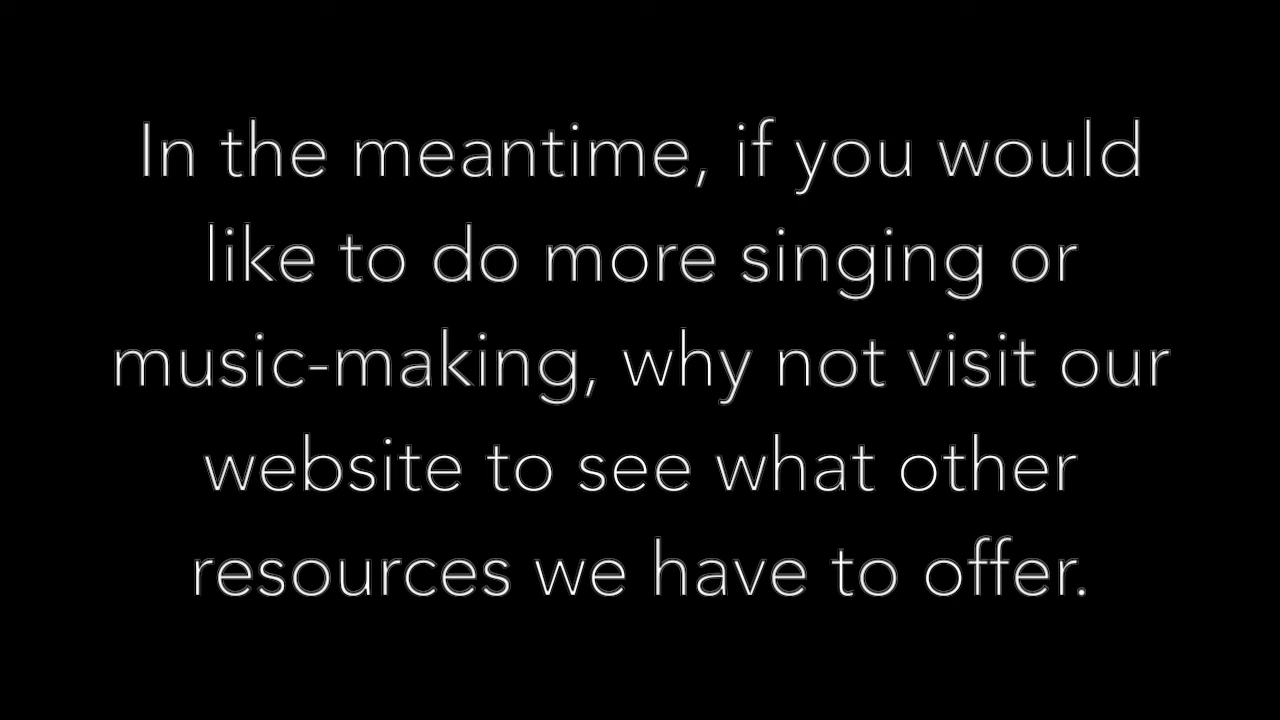 In the meantime, if you would
like to do more singing or
music-making, why not visit our
website to see what other
resources we have to offer.